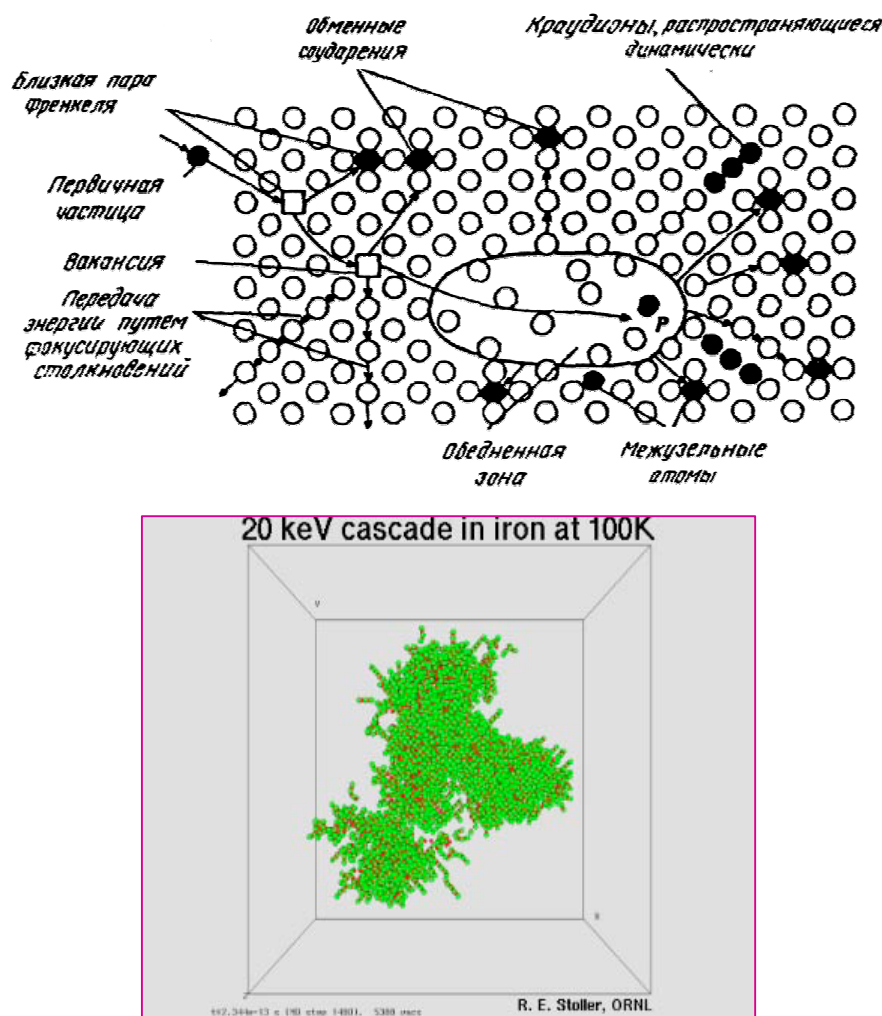 Обменные
соударения
Краудионы, распространяющиеся
динамически
Близкая пара
Френкеля
Первичная
частица
Вакансия
Передача
энергии путем
фокусирующих
столкновений
P
Обедненная
зона
Межузельные
атомы
20 keV cascade in iron at 100K
R. E. Stoller, ORNL